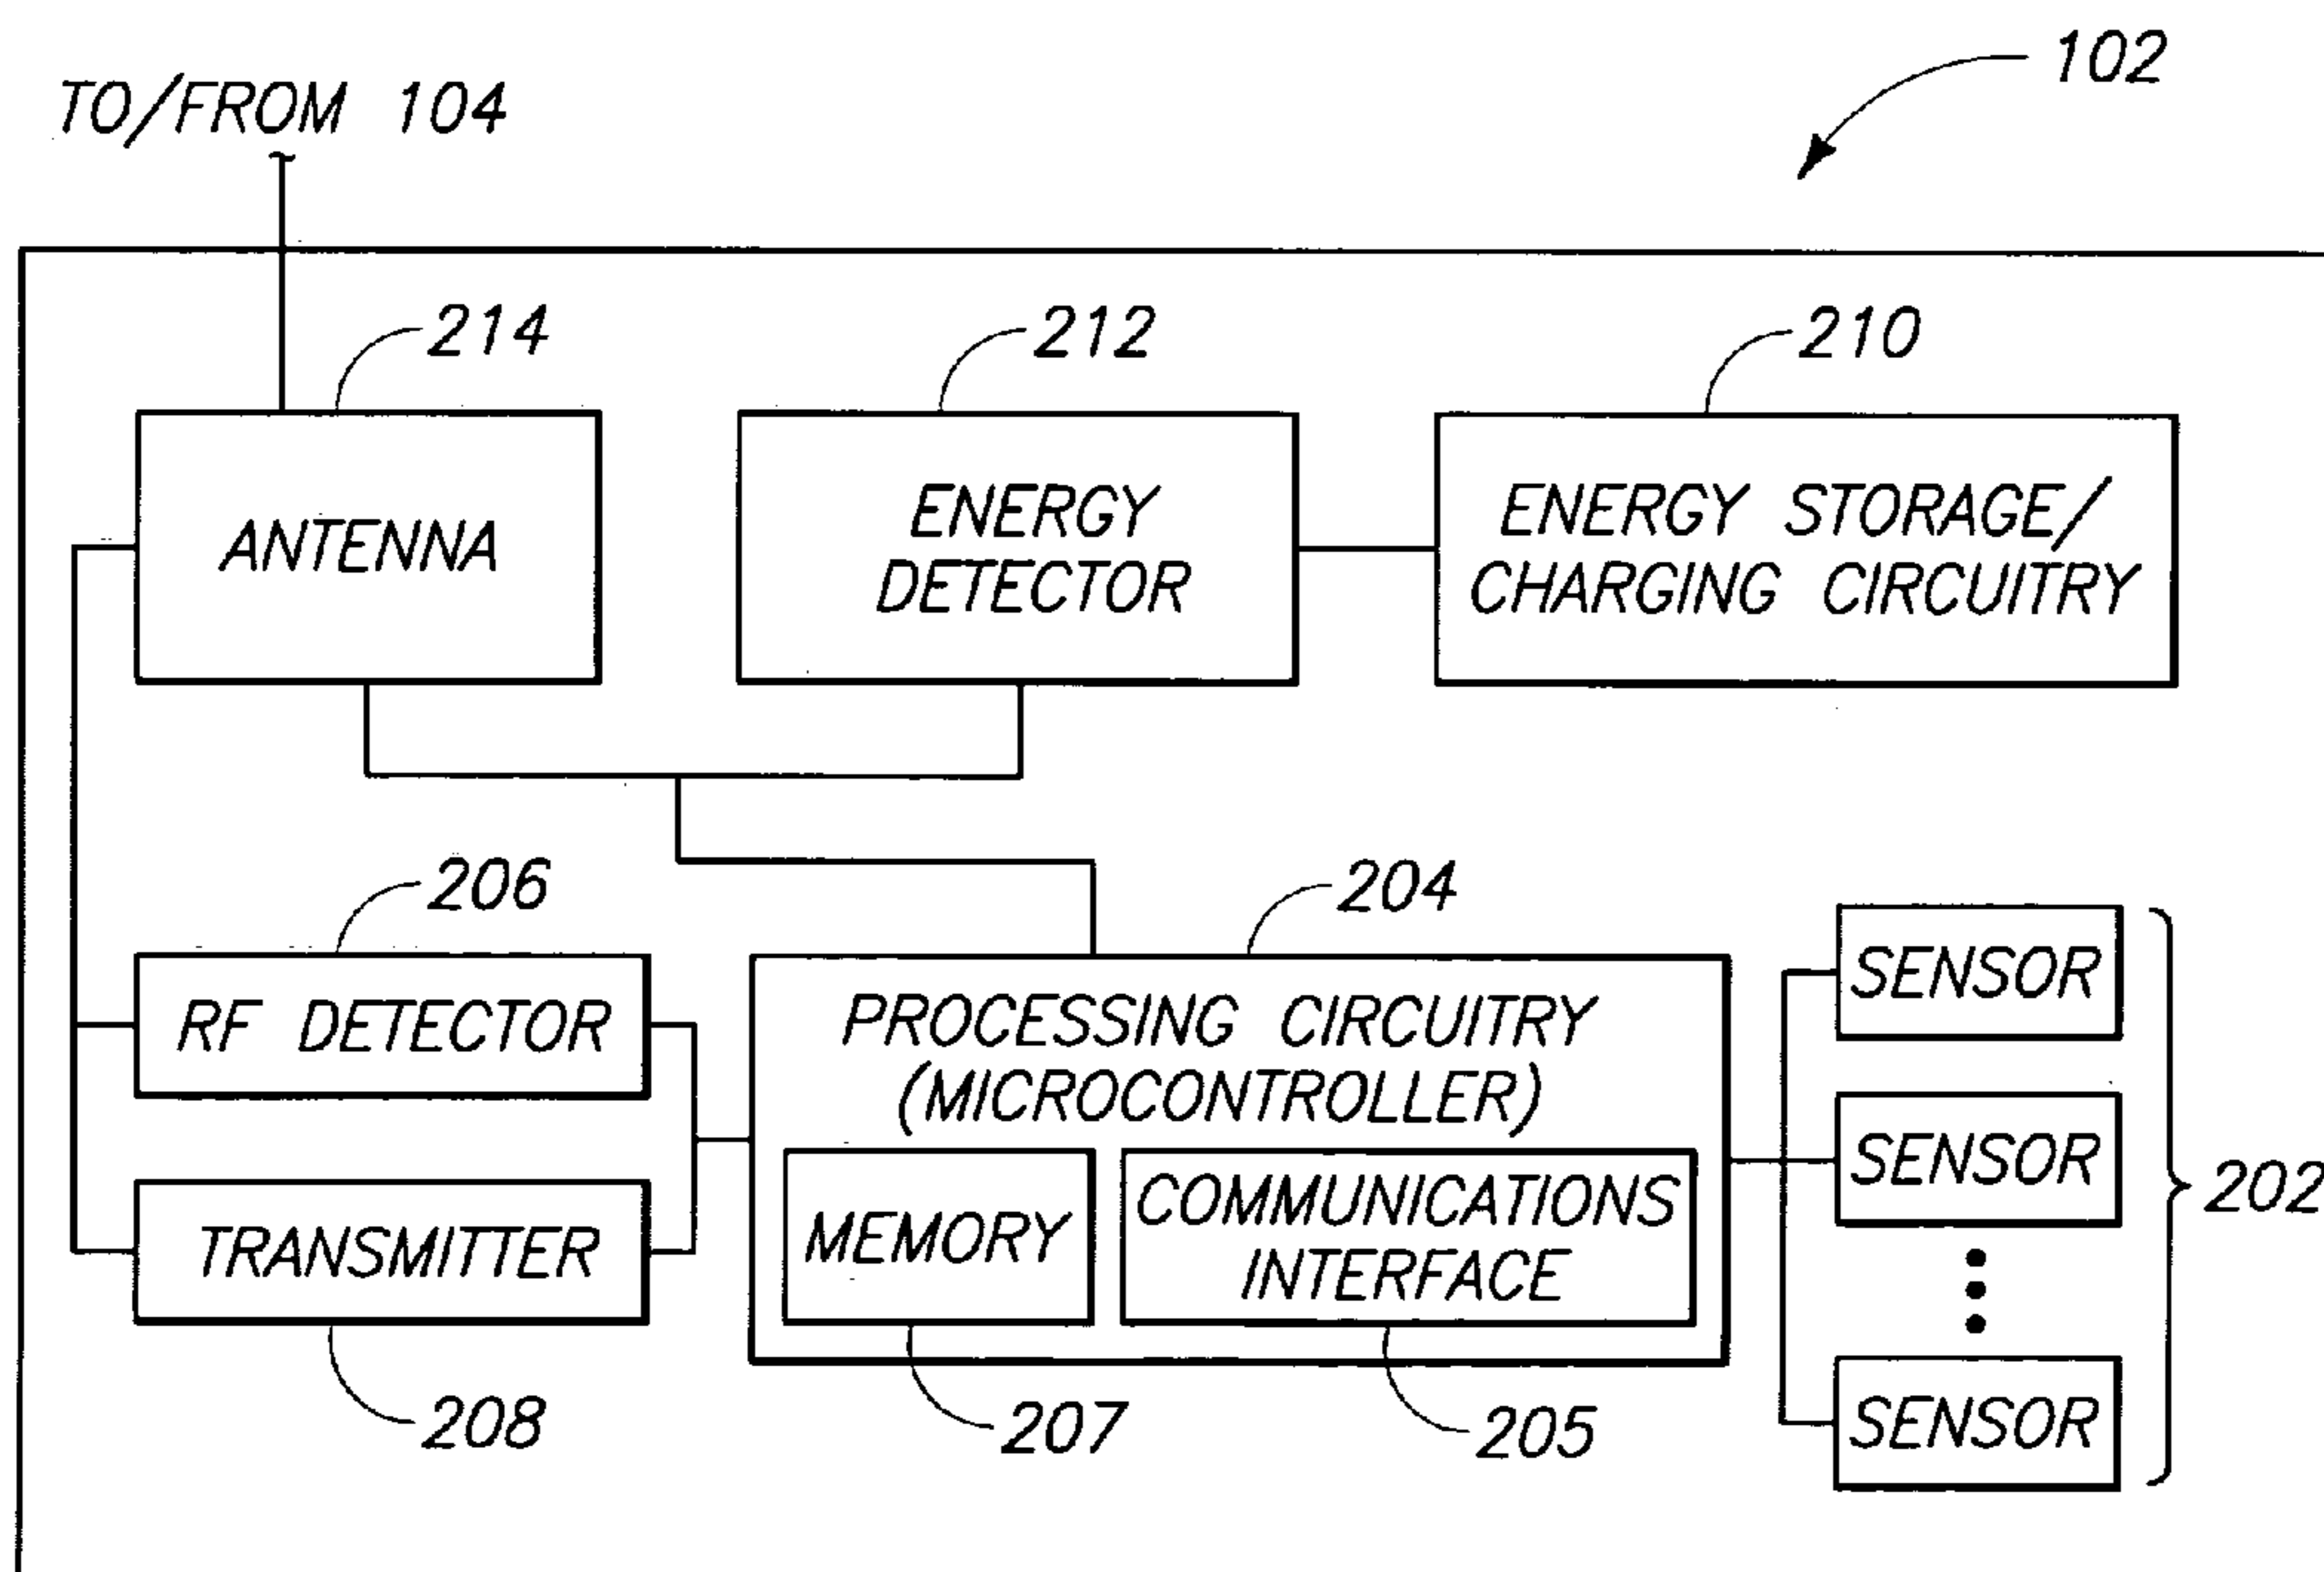 102
TO/FROM 104
214
212
210
ANTENNA
ENERGY
DETECTOR
ENERGY STORAGE/
CHARGING CIRCUITRY
206
204
RF DETECTOR
PROCESSING CIRCUITRY
(MICROCONTROLLER)
SENSOR
SENSOR
SENSOR
202
TRANSMITTER
MEMORY
COMMUNICATIONS
INTERFACE
208
207
205